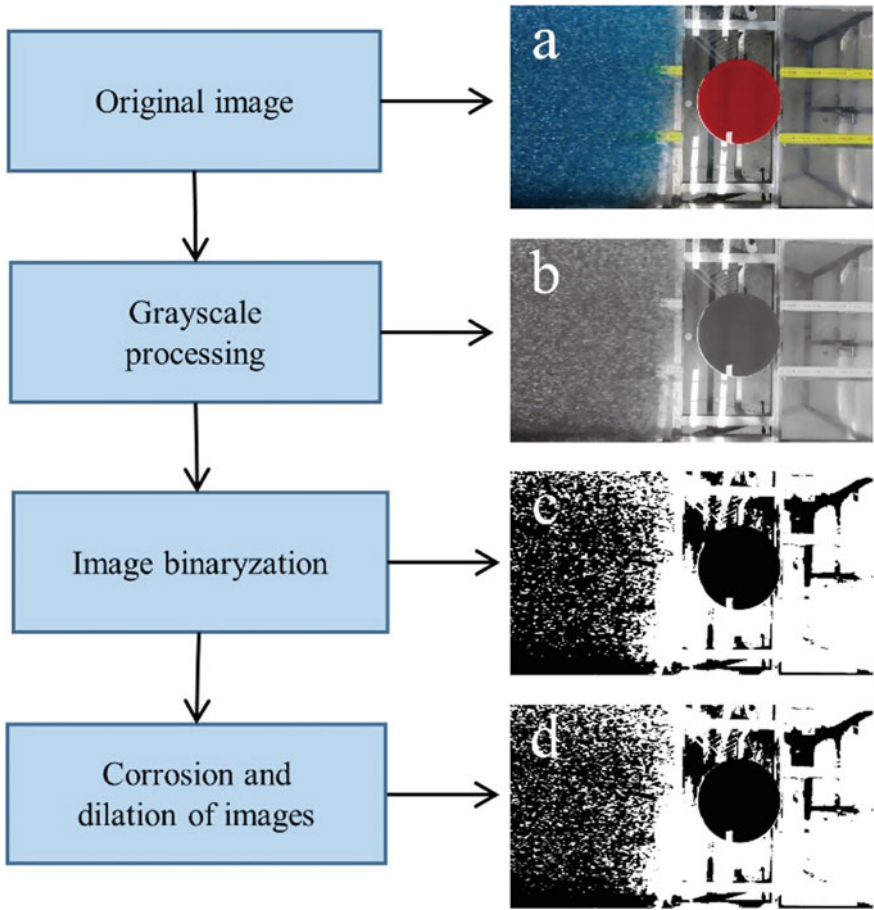 Original image
a
Grayscale
processing
b
Image binaryzation
c
Corrosion and
dilation of images
d